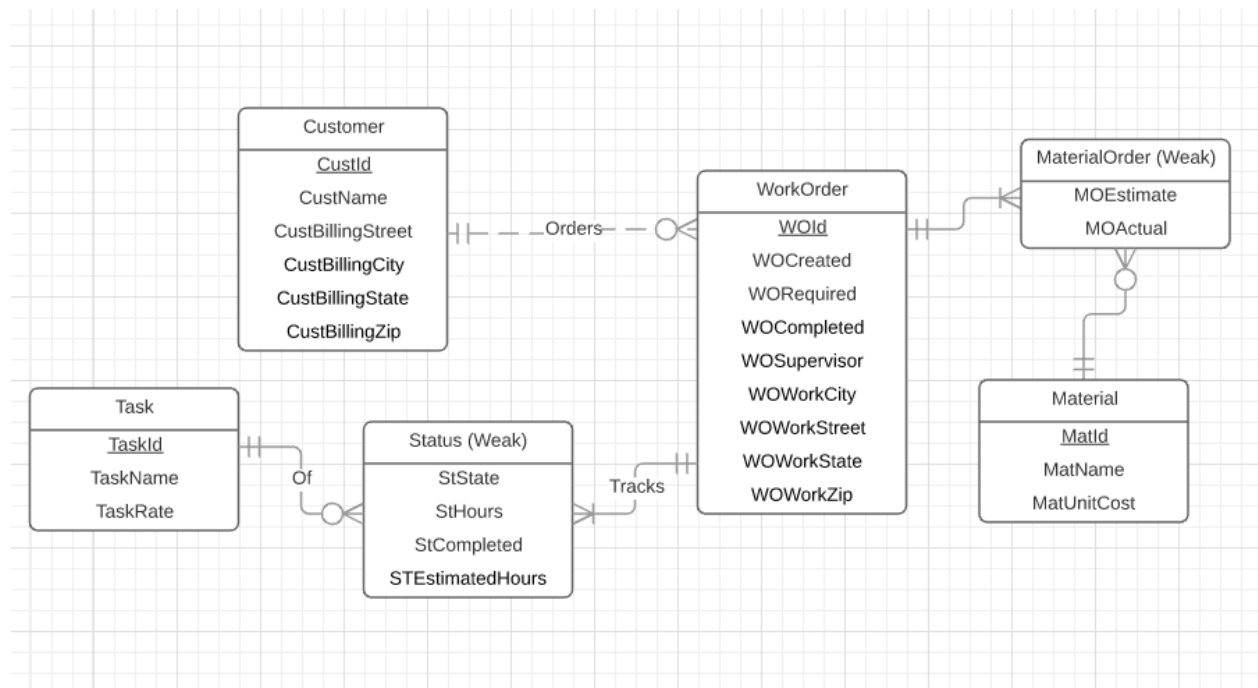 Customer
CustId
CustName
CustBillingStreet
CustBillingCity
CustBillingState
CustBillingZip
Orders
WorkOrder
WOId
WOCreated
WORequired
WOCompleted
WOSupervisor
WOWorkCity
WOWorkStreet
WOWorkState
WOWorkZip
MaterialOrder (Weak)
MOEstimate
MOActual
Task
TaskId
TaskName
TaskRate
Of
Status (Weak)
StState
StHours
StCompleted
STEstimatedHours
Tracks
Material
MatId
MatName
MatUnitCost